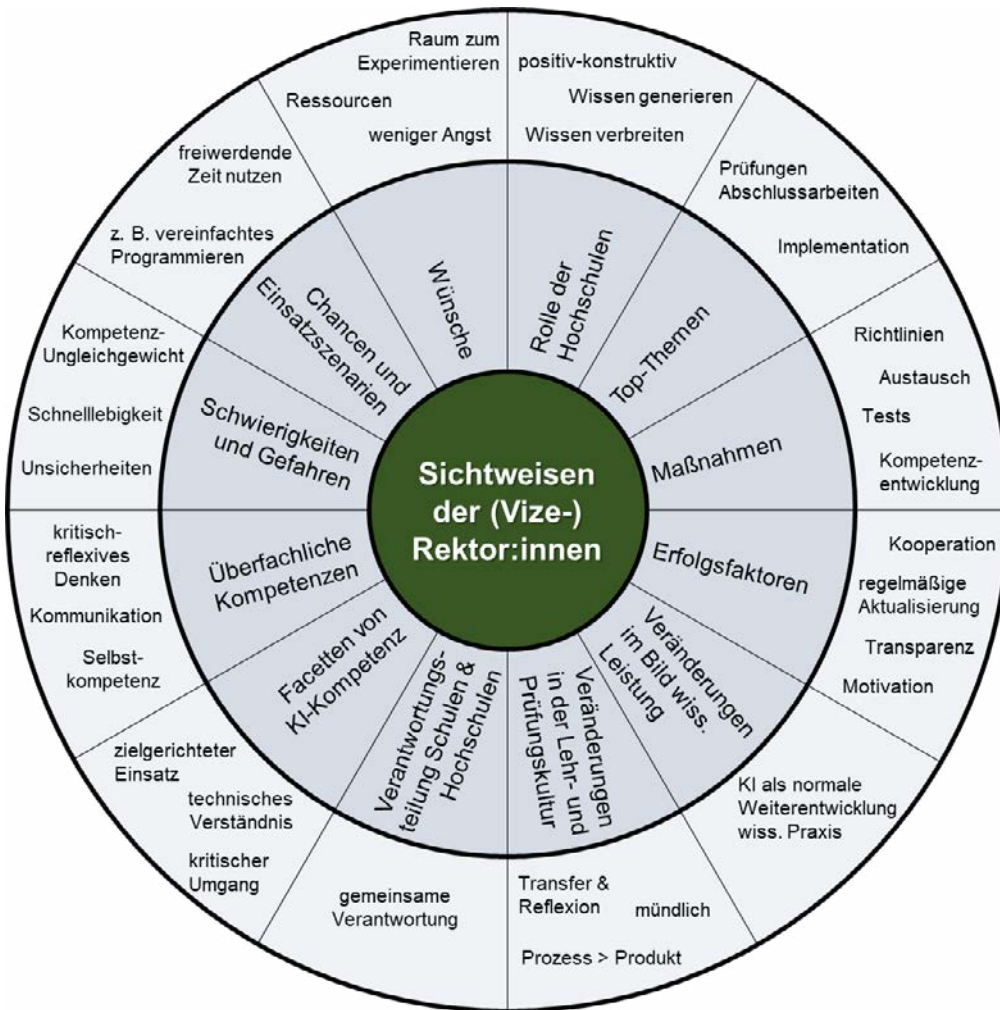 Sichtweisen
der (Vize-)
Rektor:innen
Rolle der
Hochschulen
positiv-konstruktiv
Wissen generieren
Wissen verbreiten
Top-Themen
Prüfungen
Abschlussarbeiten
Implementation
Maßnahmen
Richtlinien
Austausch
Tests
Kompetenz-
entwicklung
Erfolgsfaktoren
Kooperation
regelmäßige
Aktualisierung
Transparenz
Motivation
Veränderungen
im Bild wiss.
Leistung
KI als normale
Weiterentwicklung
wiss. Praxis
Veränderungen
in der Lehr- und
Prüfungskultur
Transfer &
Reflexion
mündlich
Prozess > Produkt
Verantwortungs-
teilung Schulen &
Hochschulen
gemeinsame
Verantwortung
Facetten von
KI-Kompetenz
zielgerichteter
Einsatz
technisches
Verständnis
kritischer
Umgang
Überfachliche
Kompetenzen
kritisch-
reflexives
Denken
Kommunikation
Selbst-
kompetenz
Schwierigkeiten
und Gefahren
Kompetenz-
Ungleichgewicht
Schnelllebigkeit
Unsicherheiten
Chancen und
Einsatzszenarien
freiwerdende
Zeit nutzen
z. B. vereinfachtes
Programmieren
Wünsche
Raum zum
Experimentieren
Ressourcen
weniger Angst